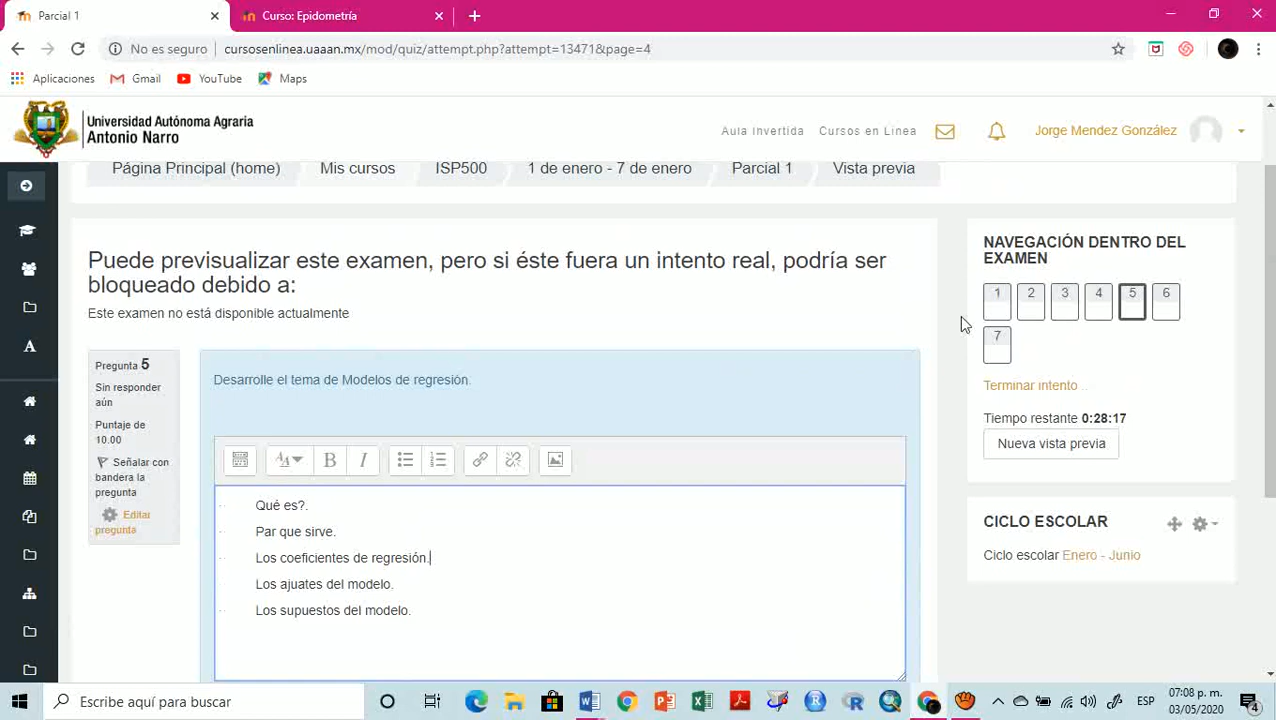 Parcial 1
Curso: Epidometría
No es seguro
cursosenlinea.uaaan.mx/mod/quiz/attempt.php?attempt=13471&page=4
Aplicaciones
Gmail
YouTube
Maps
Universidad Autónoma Agraria
Antonio Narro
Aula invertida
Cursos en Linea
Jorge Mendez González
Página Principal (home)
Mis cursos
ISP500
1 de enero - 7 de enero
Parcial 1
Vista previa
Puede previsualizar este examen, pero si éste fuera un intento real, podría ser
bloqueado debido a:
Este examen no está disponible actualmente
Pregunta 5
Sin responder
aún
Puntaje de
10.00
Señalar con
bandera la
pregunta
Editar
pregunta
Desarrolle el tema de Modelos de regresión.
B
I
Qué es?.
Par que sirve.
Los coeficientes de regresión.
Los ajuates del modelo.
Los supuestos del modelo.
NAVEGACIÓN DENTRO DEL
EXAMEN
1 2 3 4 5 6
7
Terminar intento ..
Tiempo restante 0:28:17
Nueva vista previa
CICLO ESCOLAR
Ciclo escolar Enero - Junio
Escribe aquí para buscar
ESP
07:08 p. m.
03/05/2020
4